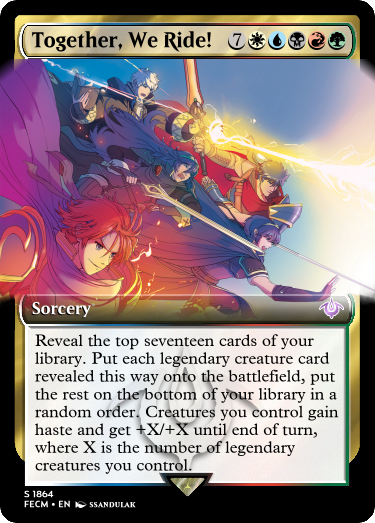 Together, We Ride! 7
Sorcery
Reveal the top seventeen cards of your
library. Put each legendary creature card
revealed this way onto the battlefield, put
the rest on the bottom of your library in a
random order. Creatures you control gain
haste and get +X/+X until end of turn,
where X is the number of legendary
creatures you control.
S 1864
FECM • EN SSANDULAK